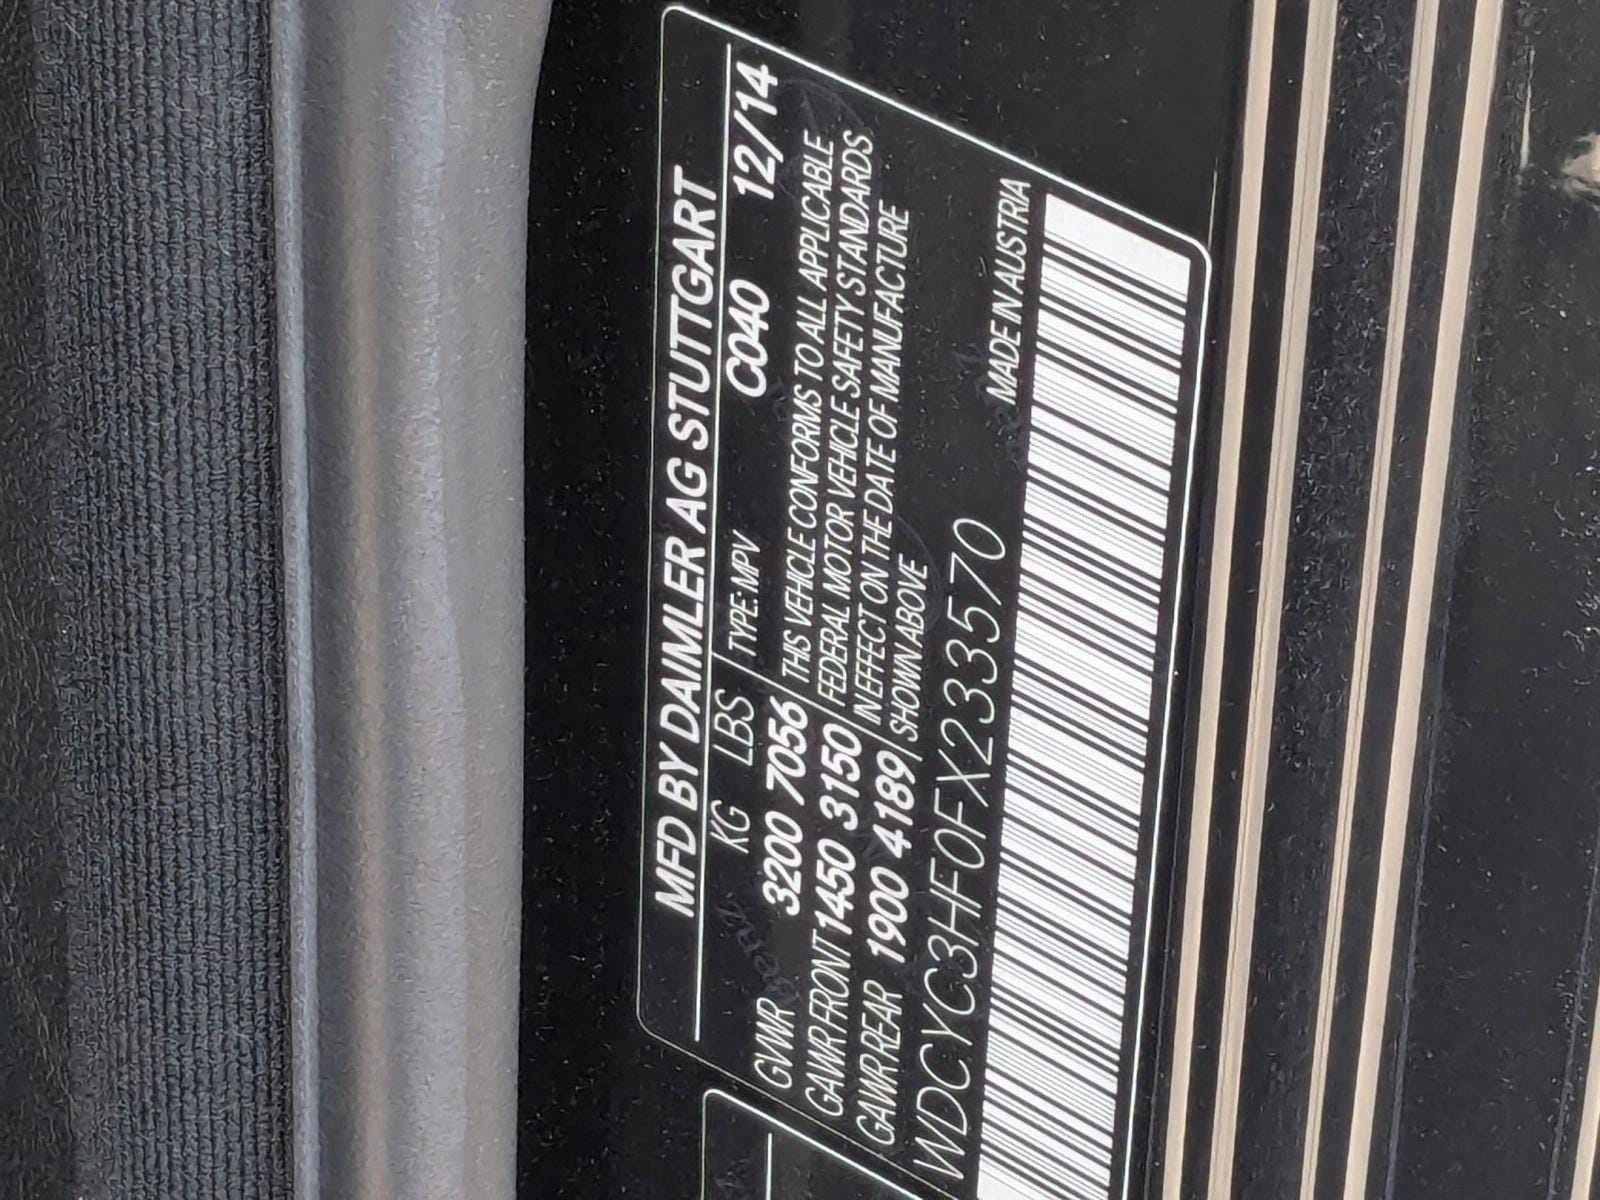 MFD BY DAIMLER AG STUTTGART
KG LBS TYPE: MPV C040 12/14
GVWR 3200 7056 THIS VEHICLE CONFORMS TO ALL APPLICABLE
GAWR FRONT 1450 3150 FEDERAL MOTOR VEHICLE SAFETY STANDARDS
GAWR REAR 1900 4189 IN EFFECT ON THE DATE OF MANUFACTURE
SHOWN ABOVE
MADE IN AUSTRIA
WDCYC3HF0FX233570